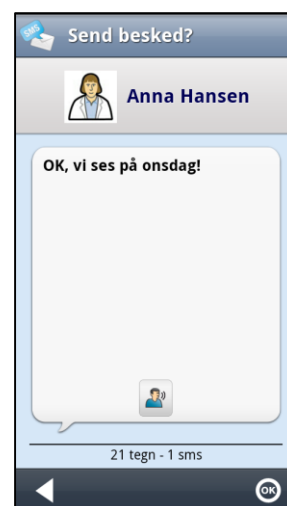 SMS
Send besked?
Anna Hansen
OK, vi ses på onsdag!
21 tegn - 1 sms
OK